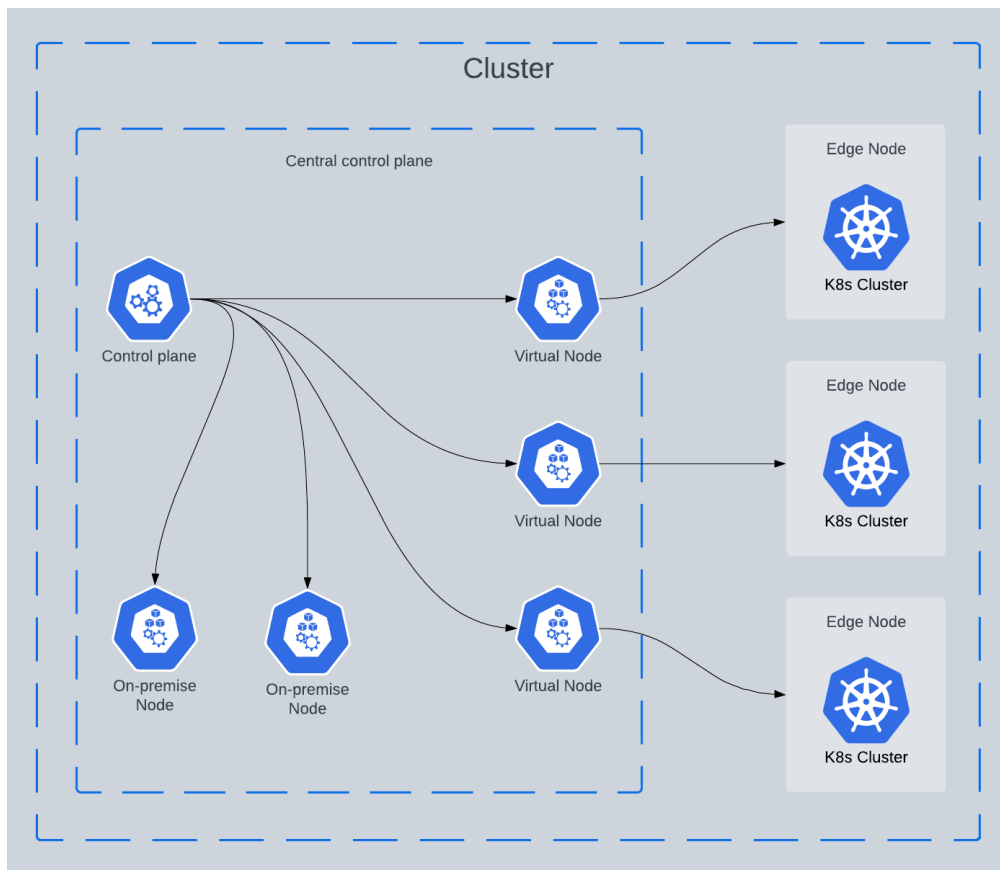 Cluster
Central control plane
Edge Node
K8s Cluster
Control plane
Virtual Node
Edge Node
K8s Cluster
Virtual Node
Edge Node
K8s Cluster
On-premise
Node
On-premise
Node
Virtual Node